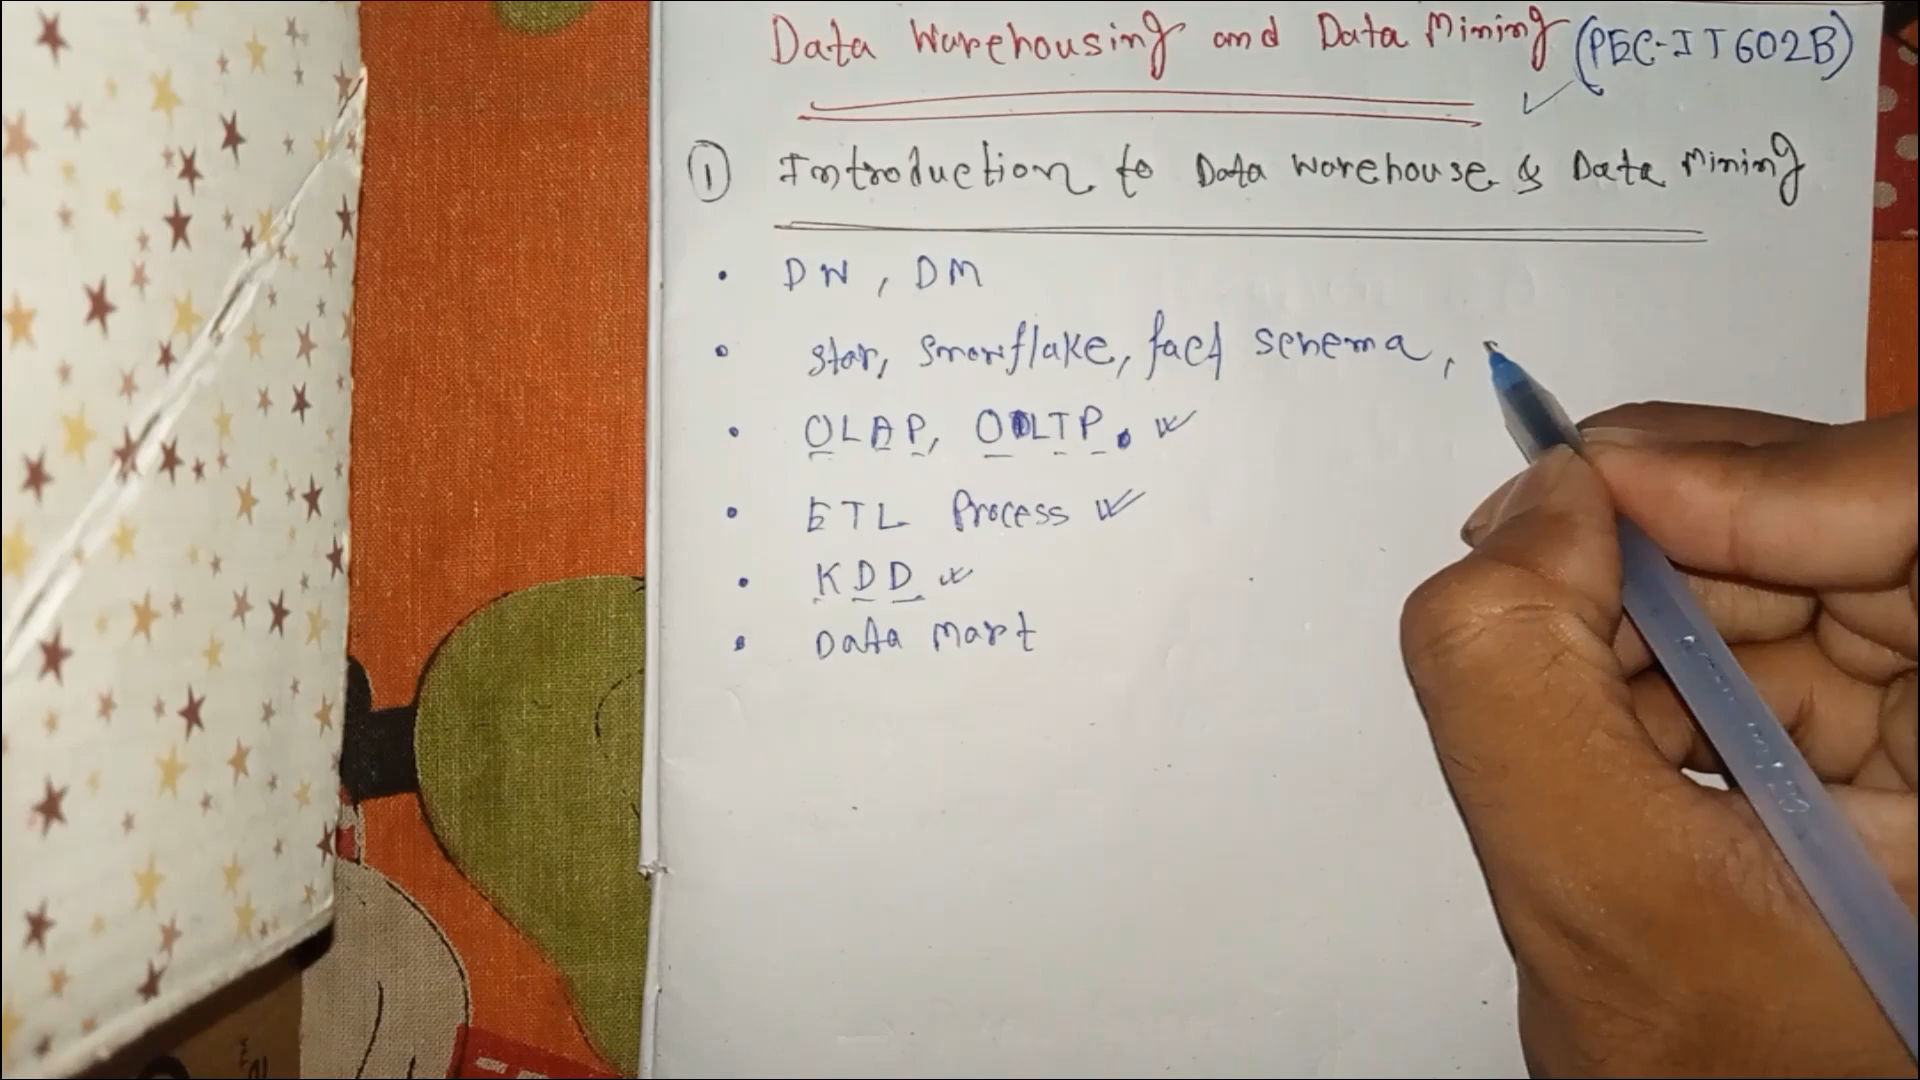 Data Warehousing and Data Mining (PEC-IT602B)
① Introduction to Data Warehouse & Data Mining
• DW, DM
• star, snowflake, fact schema,
• OLAP, OLTP.
• ETL Process
• KDD
• Data Mart